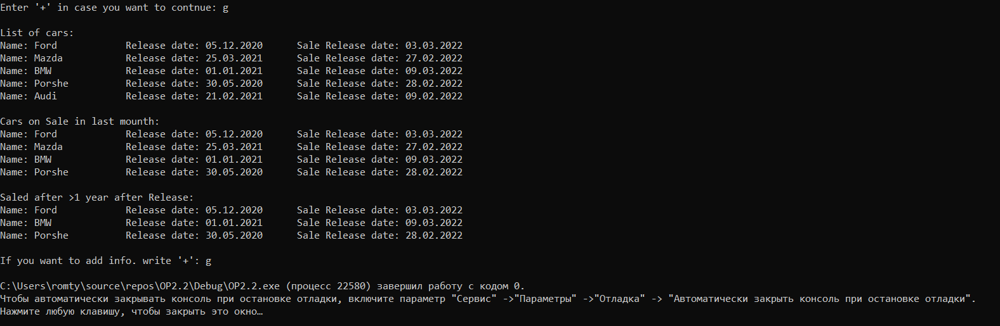 Enter '+' in case you want to contnue: g
List of cars:
Name: Ford Release date: 05.12.2020 Sale Release date: 03.03.2022
Name: Mazda Release date: 25.03.2021 Sale Release date: 27.02.2022
Name: BMW Release date: 01.01.2021 Sale Release date: 09.03.2022
Name: Porshe Release date: 30.05.2020 Sale Release date: 28.02.2022
Name: Audi Release date: 21.02.2021 Sale Release date: 09.02.2022
Cars on Sale in last mounth:
Name: Ford Release date: 05.12.2020 Sale Release date: 03.03.2022
Name: Mazda Release date: 25.03.2021 Sale Release date: 27.02.2022
Name: BMW Release date: 01.01.2021 Sale Release date: 09.03.2022
Name: Porshe Release date: 30.05.2020 Sale Release date: 28.02.2022
Saled after >1 year after Release:
Name: Ford Release date: 05.12.2020 Sale Release date: 03.03.2022
Name: BMW Release date: 01.01.2021 Sale Release date: 09.03.2022
Name: Porshe Release date: 30.05.2020 Sale Release date: 28.02.2022
If you want to add info. write '+': g
C:\Users\romty\source\repos\OP2.2\Debug\OP2.2.exe (процесс 22580) завершил работу с кодом 0.
Чтобы автоматически закрывать консоль при остановке отладки, включите параметр "Сервис" ->"Параметры" ->"Отладка" -> "Автоматически закрыть консоль при остановке отладки".
Нажмите любую клавишу, чтобы закрыть это окно…